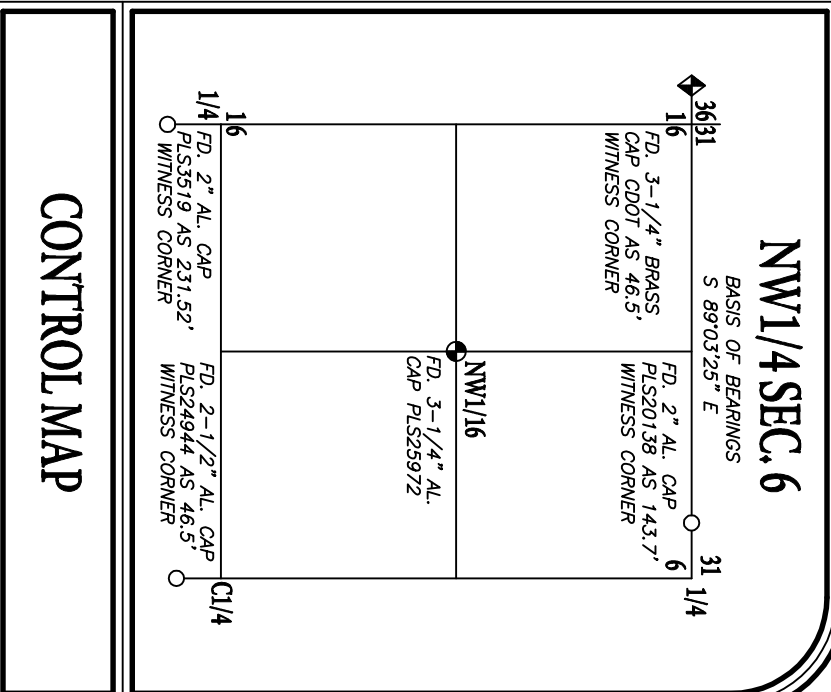 NW1/4 SEC. 6
BASIS OF BEARINGS
S 89°03'25" E
36 31
1 6
31
6
1/4
FD. 3-1/4" BRASS
CAP CDOT AS 46.5'
WITNESS CORNER
FD. 2" AL. CAP
PLS20138 AS 143.7'
WITNESS CORNER
NW1/16
FD. 3-1/4" AL.
CAP PLS25972
1 6
1/4
FD. 2" AL. CAP
PLS3519 AS 231.52'
WITNESS CORNER
C1/4
FD. 2-1/2" AL. CAP
PLS24944 AS 46.5'
WITNESS CORNER
CONTROL MAP